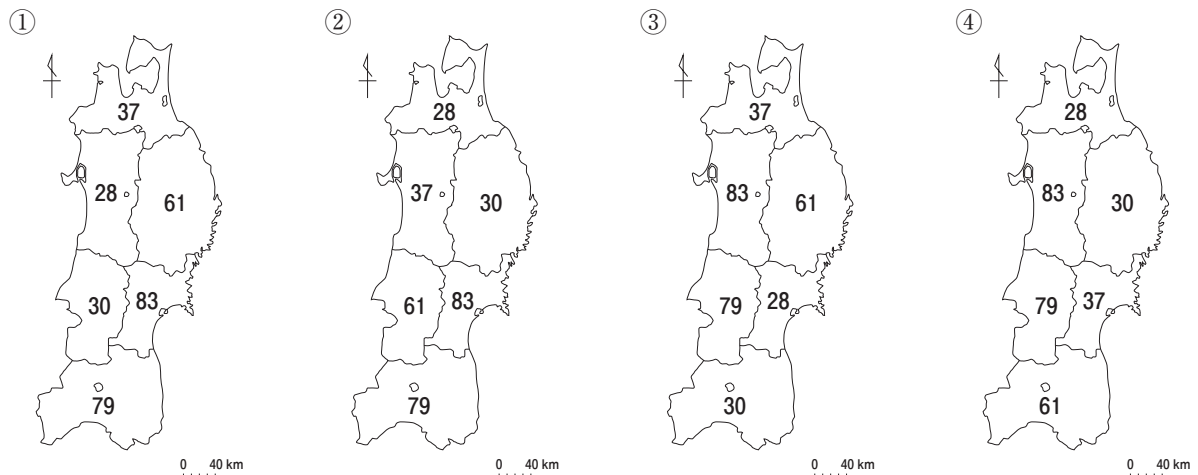 ① ② ③ ④
37 28 37 28
28 61 37 30 83 61 83 30
30 83 61 83 79 28 79 37
79 79 30 61
0 40 km 0 40 km 0 40 km 0 40 km